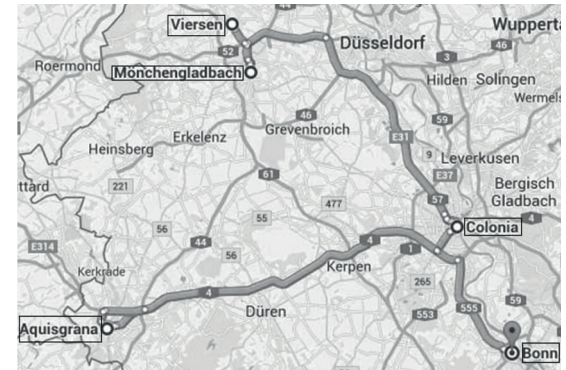 44
Viersen
Wupperta
52
Düsseldorf
46
3
Roermond
Mönchengladbach
Hilden
Solingen
Wermels
46
59
Grevenbroich
Erkelenz
E31
Heinsberg
9
Leverkusen
61
E37
ttard
221
Bergisch
Gladbach
477
57
55
4
56
Colonia
E314
44
4
1
56
Kerpen
Kerkrade
265
4
59
Düren
553
555
Aquisgrana
Bonn